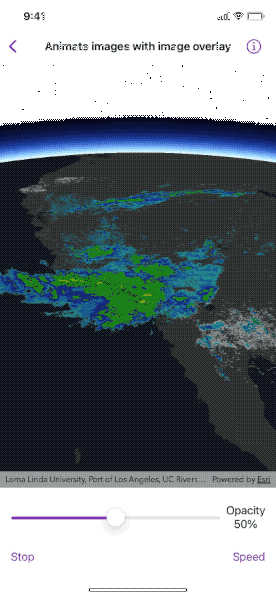 9:41
Animate images with image overlay
Loma Linda University, Port of Los Angeles, UC Rivers... Powered by Esri
Opacity
50%
Stop Speed